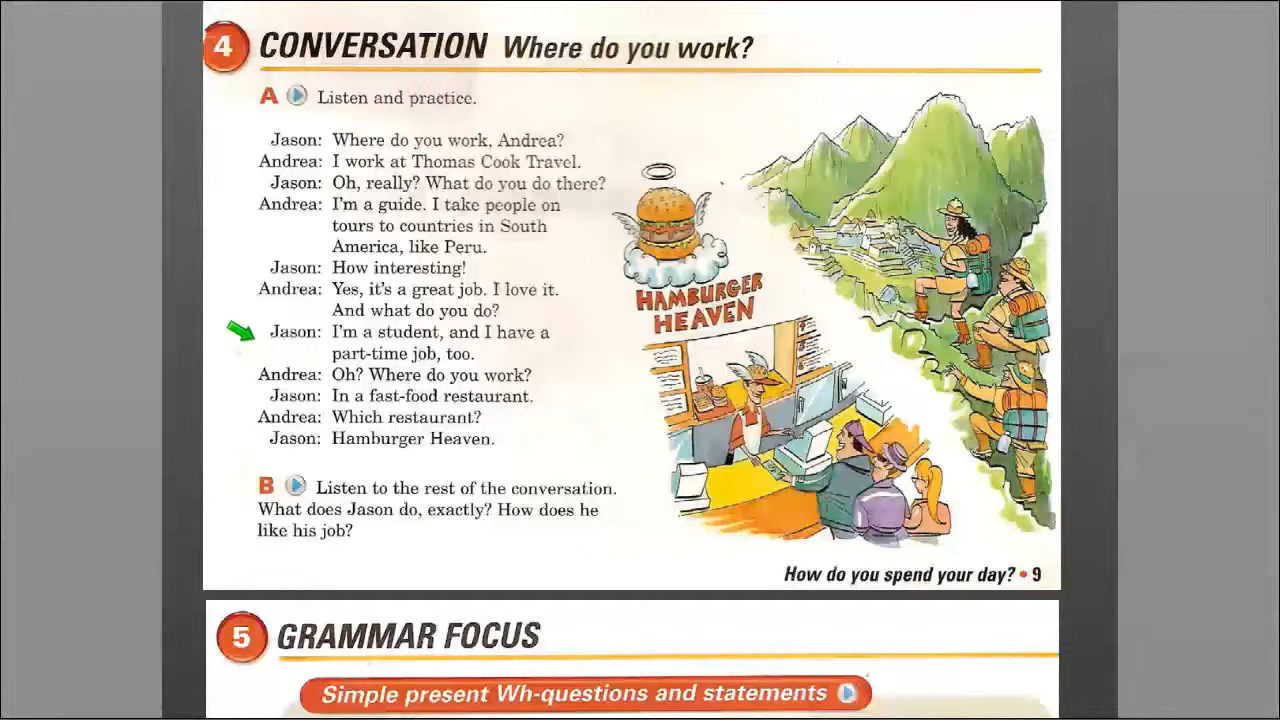 4 CONVERSATION Where do you work?
A Listen and practice.
Jason: Where do you work, Andrea?
Andrea: I work at Thomas Cook Travel.
Jason: Oh, really? What do you do there?
Andrea: I'm a guide. I take people on
tours to countries in South
America, like Peru.
Jason: How interesting!
Andrea: Yes, it's a great job. I love it.
And what do you do?
Jason: I'm a student, and I have a
part-time job, too.
Andrea: Oh? Where do you work?
Jason: In a fast-food restaurant.
Andrea: Which restaurant?
Jason: Hamburger Heaven.
B Listen to the rest of the conversation.
What does Jason do, exactly? How does he
like his job?
HAMBURGER
HEAVEN
How do you spend your day? • 9
5 GRAMMAR FOCUS
Simple present Wh-questions and statements